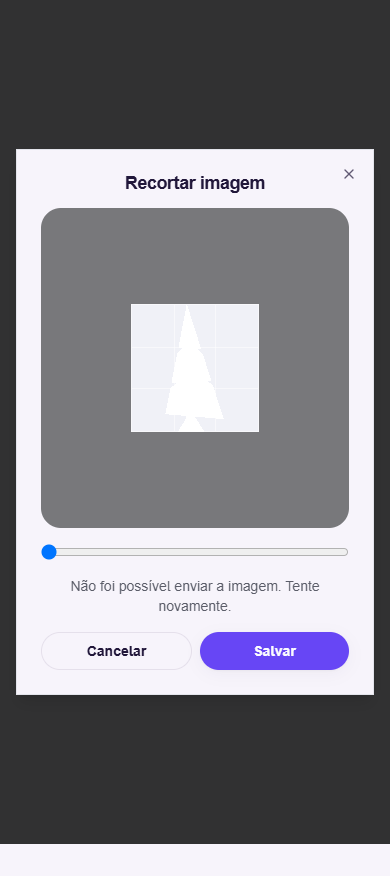 Recortar imagem
Não foi possível enviar a imagem. Tente
novamente.
Cancelar
Salvar